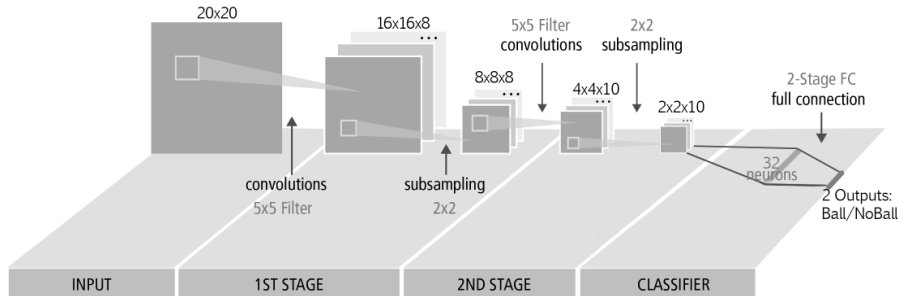 20x20
16x16x8
5x5 Filter
convolutions
2x2
subsampling
8x8x8
4x4x10
2x2x10
2-Stage FC
full connection
convolutions
5x5 Filter
subsampling
2x2
32
neurons
2 Outputs:
Ball/NoBall
INPUT
1ST STAGE
2ND STAGE
CLASSIFIER